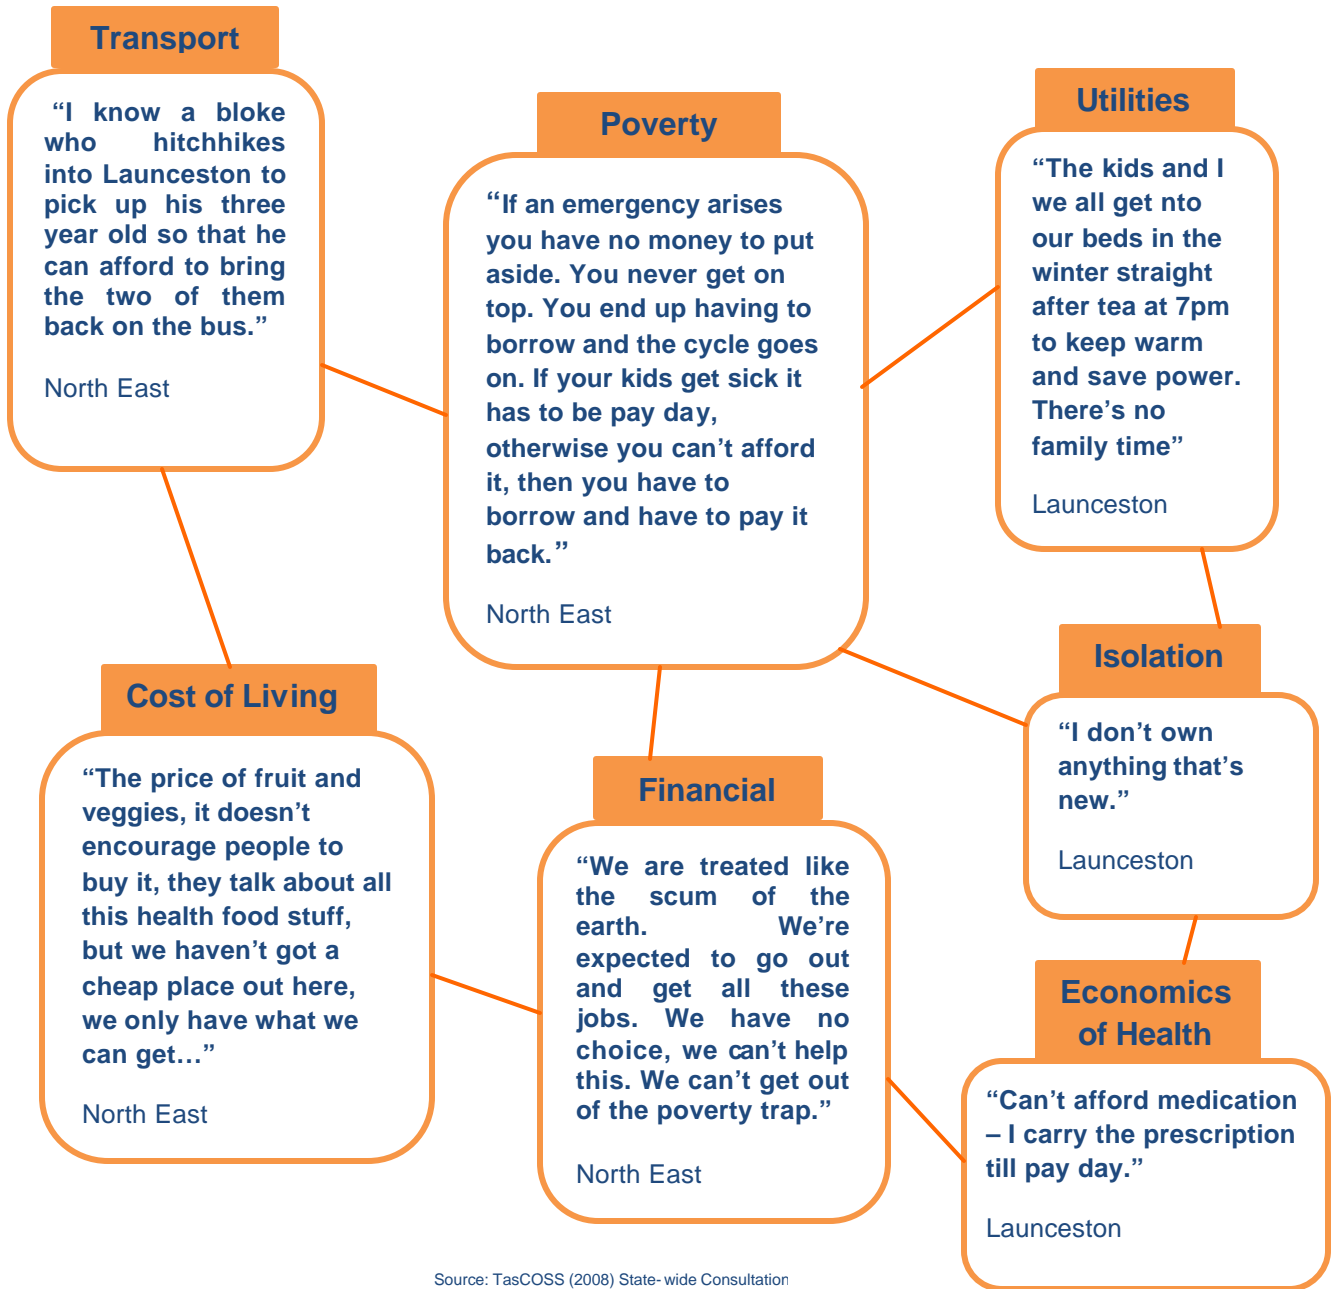 Transport
“I know a bloke
who hitchhikes
into Launceston to
pick up his three
year old so that he
can afford to bring
the two of them
back on the bus.”
North East
Poverty
“If an emergency arises
you have no money to put
aside. You never get on
top. You end up having to
borrow and the cycle goes
on. If your kids get sick it
has to be pay day,
otherwise you can’t afford
it, then you have to
borrow and have to pay it
back.”
North East
Utilities
“The kids and I
we all get nto
our beds in the
winter straight
after tea at 7pm
to keep warm
and save power.
There’s no
family time”
Launceston
Cost of Living
“The price of fruit and
veggies, it doesn’t
encourage people to
buy it, they talk about all
this health food stuff,
but we haven’t got a
cheap place out here,
we only have what we
can get…”
North East
Financial
“We are treated like
the scum of the
earth. We’re
expected to go out
and get all these
jobs. We have no
choice, we can’t help
this. We can’t get out
of the poverty trap.”
North East
Isolation
“I don’t own
anything that’s
new.”
Launceston
Economics
of Health
“Can’t afford medication
– I carry the prescription
till pay day.”
Launceston
Source: TasCOSS (2008) State- wide Consultation